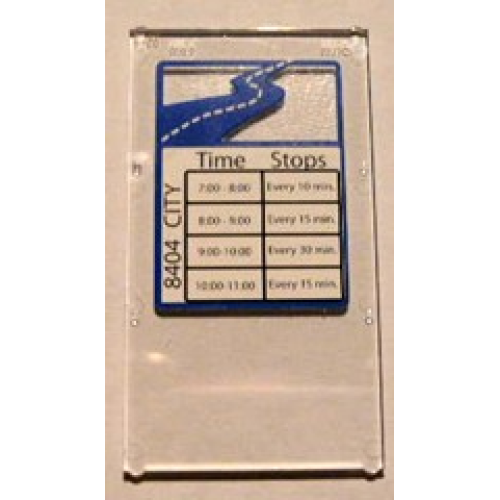 Time Stops
7:00 - 8:00 Every 10 min.
8:00 - 9:00 Every 15 min.
9:00-10:00 Every 30 min.
10:00-11:00 Every 15 min.
8404 CITY